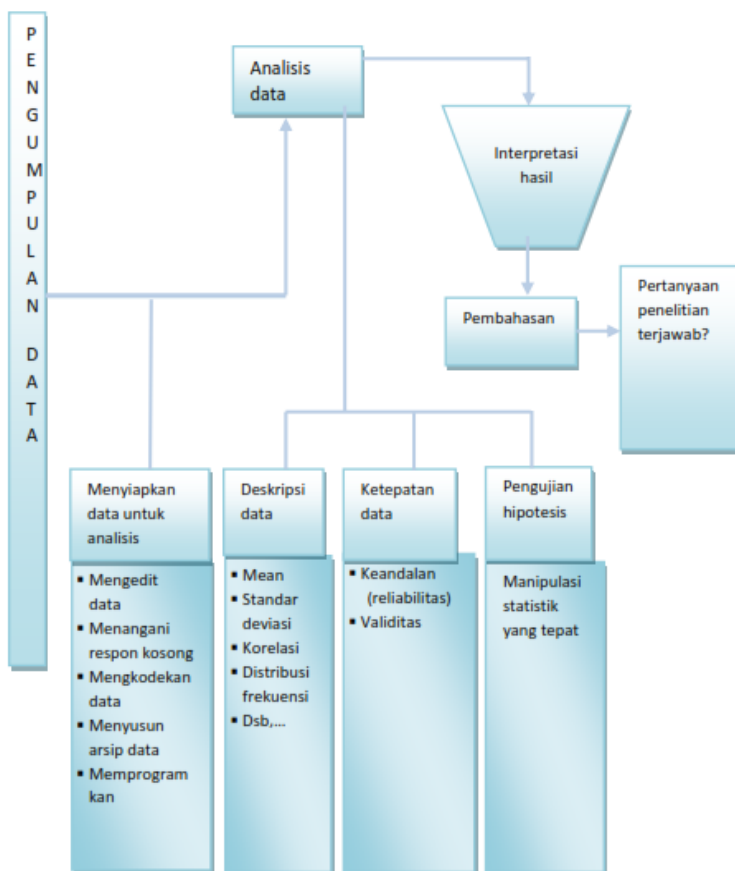 PENGUMPULAN DATA
Analisis
data
Interpretasi
hasil
Pembahasan
Pertanyaan
penelitian
terjawab?
Menyiapkan
data untuk
analisis
▪ Mengedit
data
▪ Menangani
respon kosong
▪ Mengkodekan
data
▪ Menyusun
arsip data
▪ Memprogram
kan
Deskripsi
data
▪ Mean
▪ Standar
deviasi
▪ Korelasi
▪ Distribusi
frekuensi
▪ Dsb,...
Ketepatan
data
▪ Keandalan
(reliabilitas)
▪ Validitas
Pengujian
hipotesis
Manipulasi
statistik
yang tepat